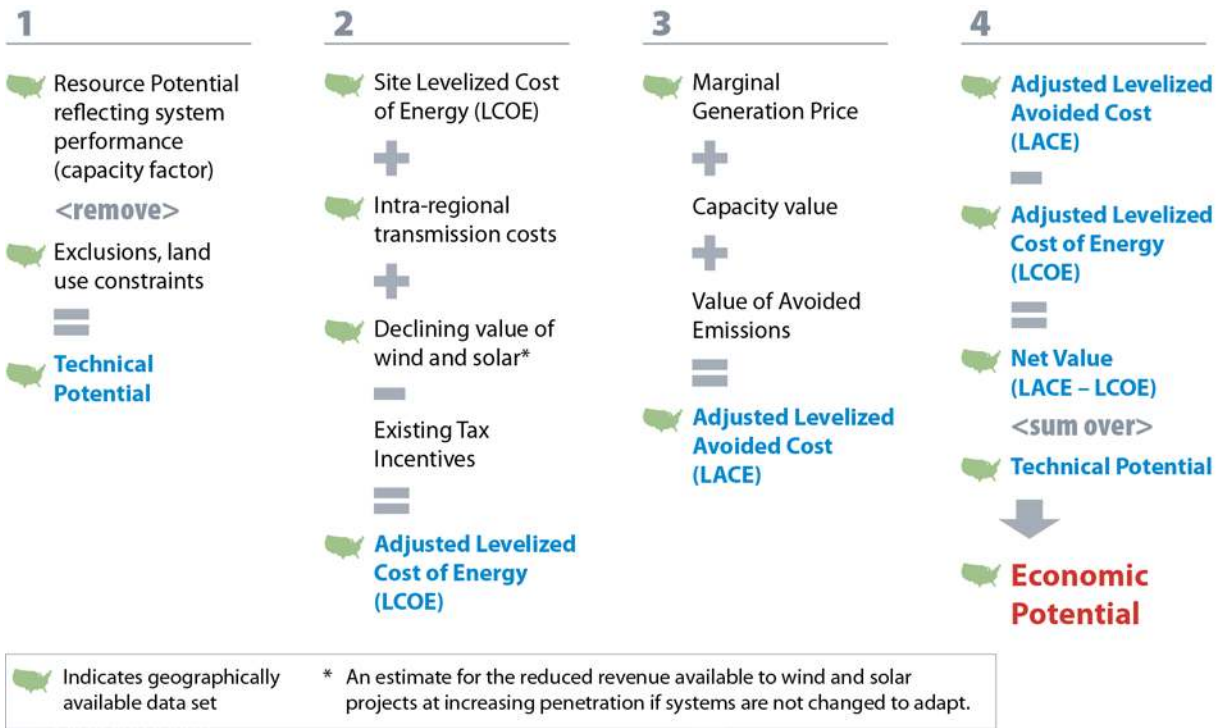 1
Resource Potential
reflecting system
performance
(capacity factor)
<remove>
Exclusions, land
use constraints
=
Technical
Potential
2
Site Levelized Cost
of Energy (LCOE)
+
Intra-regional
transmission costs
+
Declining value of
wind and solar*
-
Existing Tax
Incentives
=
Adjusted Levelized
Cost of Energy
(LCOE)
3
Marginal
Generation Price
+
Capacity value
+
Value of Avoided
Emissions
=
Adjusted Levelized
Avoided Cost
(LACE)
4
Adjusted Levelized
Avoided Cost
(LACE)
-
Adjusted Levelized
Cost of Energy
(LCOE)
=
Net Value
(LACE – LCOE)
<sum over>
Technical Potential
Economic
Potential
Indicates geographically
available data set
* An estimate for the reduced revenue available to wind and solar
projects at increasing penetration if systems are not changed to adapt.